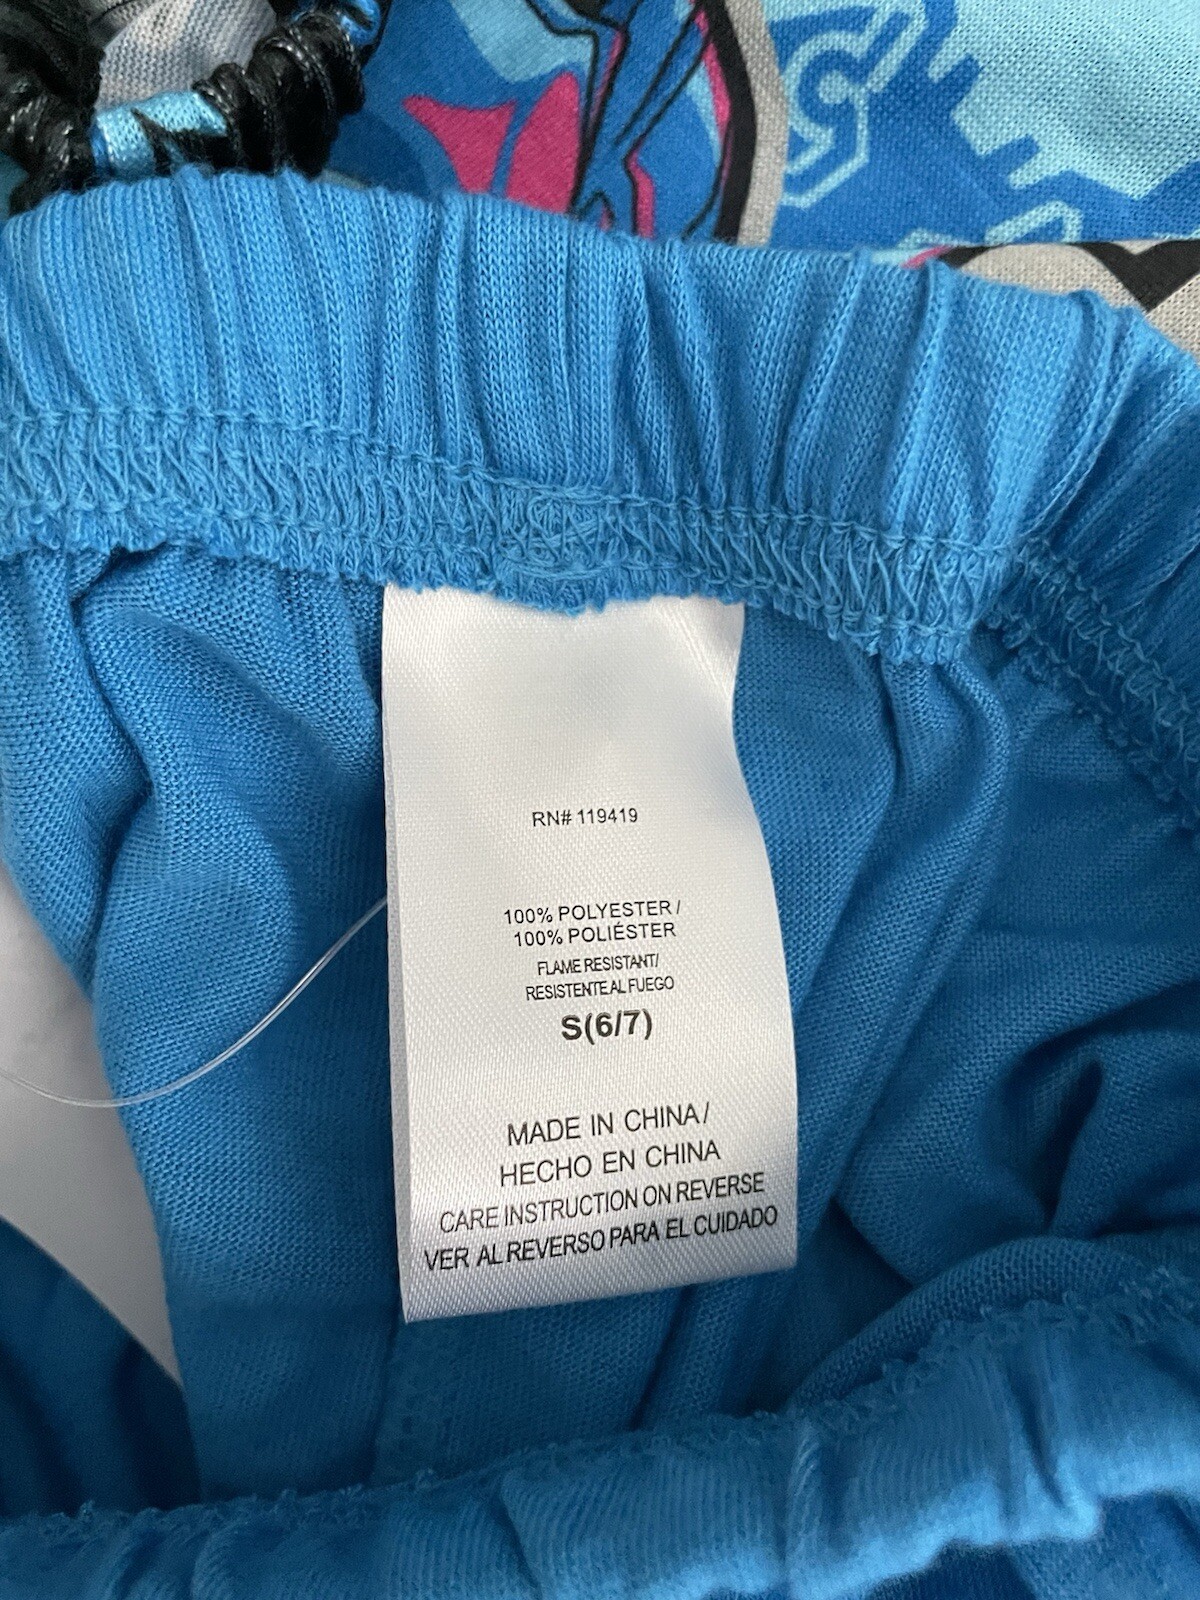 RN# 119419
100% POLYESTER /
100% POLIÉSTER
FLAME RESISTANT/
RESISTENTE AL FUEGO
S(6/7)
MADE IN CHINA/
HECHO EN CHINA
CARE INSTRUCTION ON REVERSE
VER AL REVERSO PARA EL CUIDADO